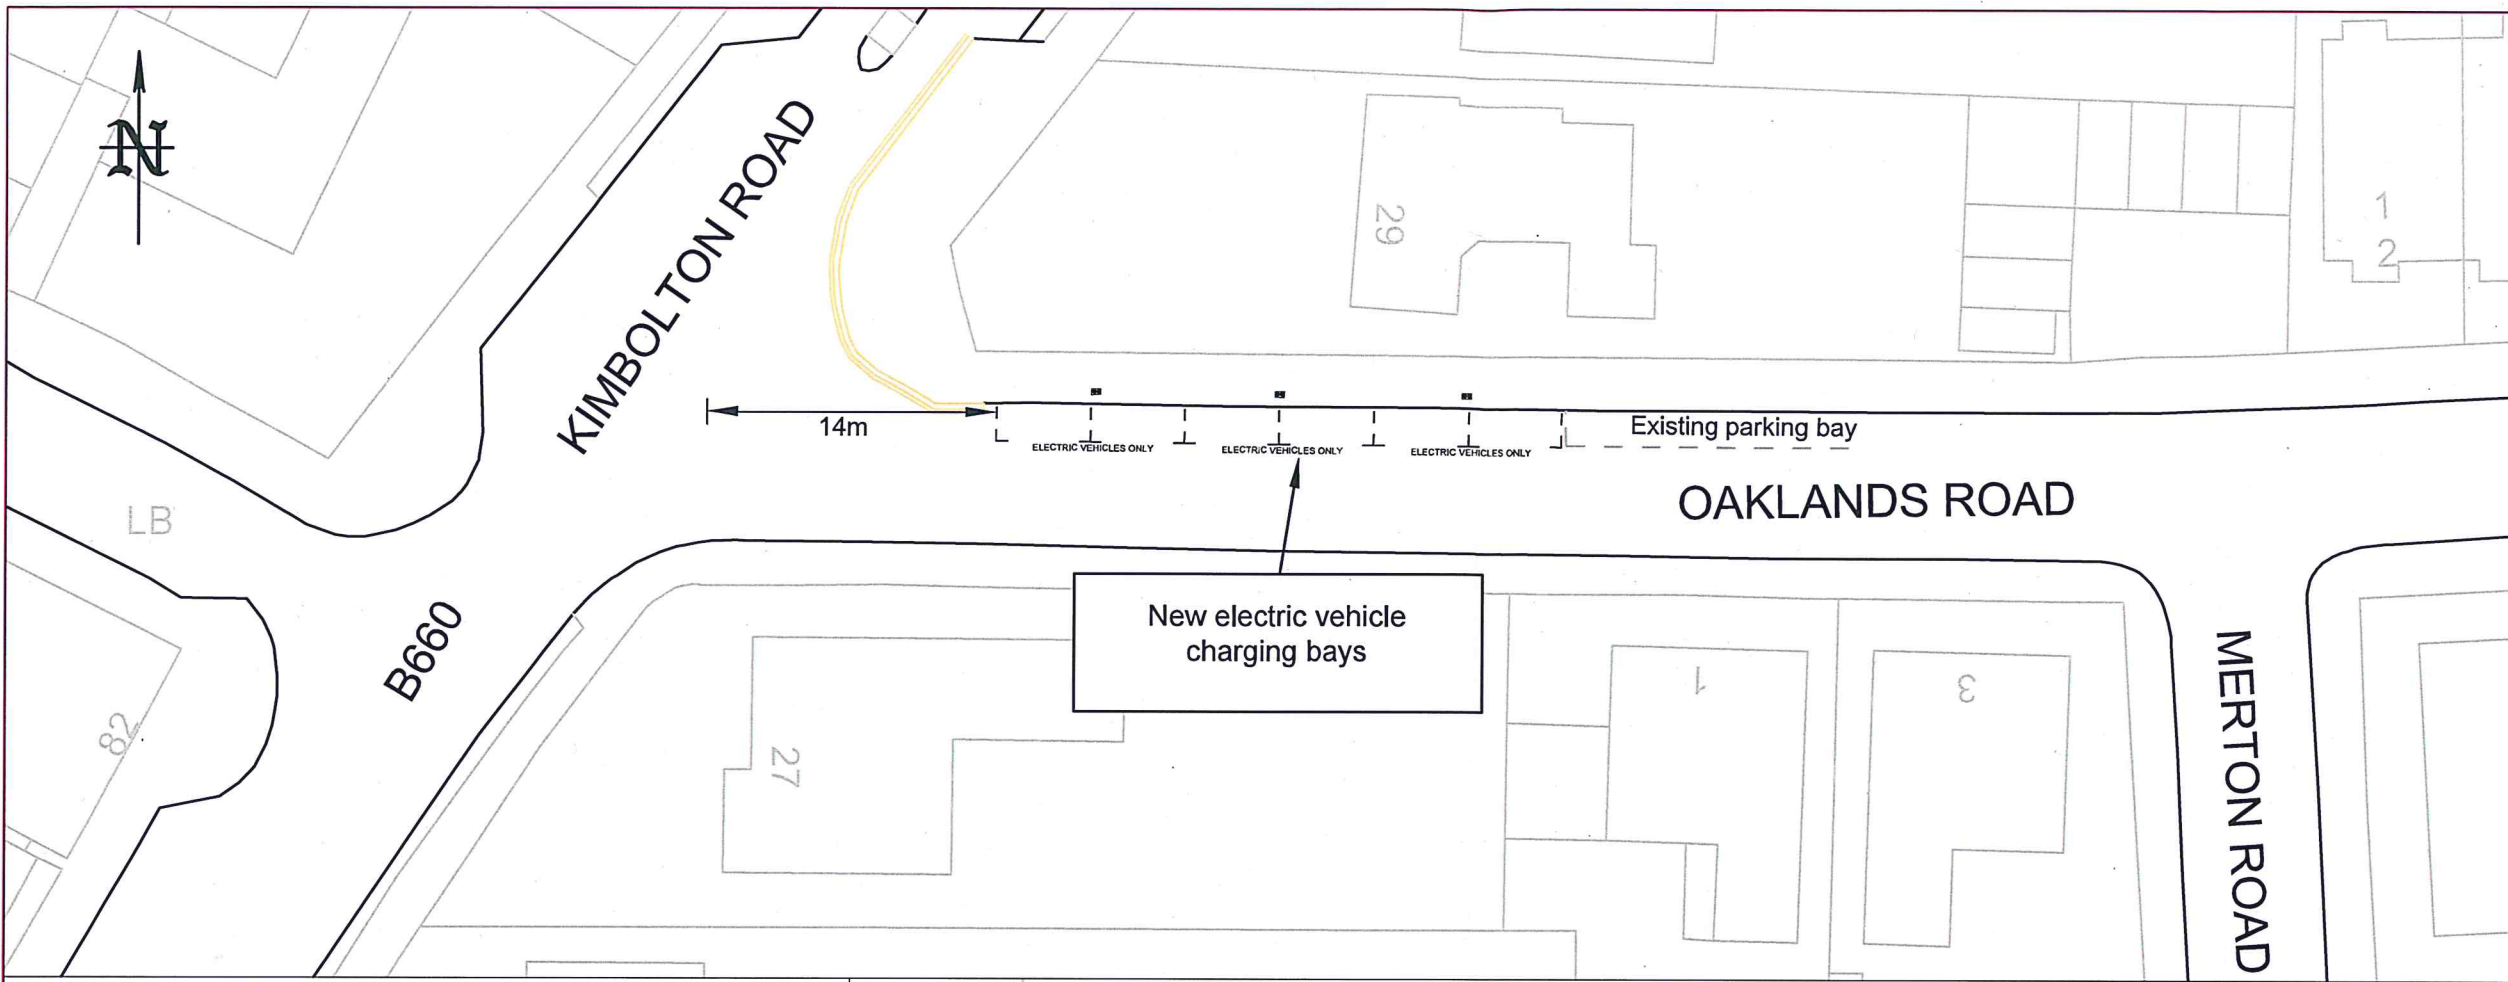 N
KIMBOLTON ROAD
29
1
2
14m
ELECTRIC VEHICLES ONLY
ELECTRIC VEHICLES ONLY
ELECTRIC VEHICLES ONLY
Existing parking bay
OAKLANDS ROAD
LB
B660
New electric vehicle
charging bays
82
27
1
3
MERTON ROAD